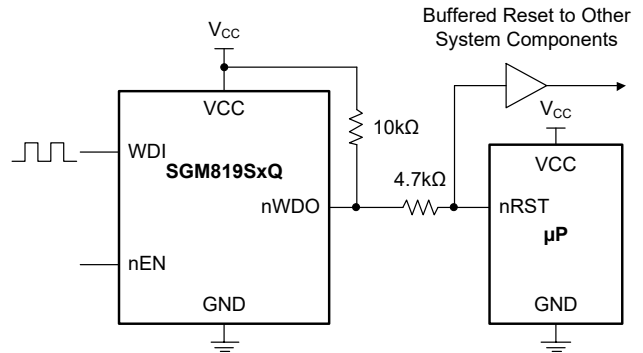 Buffered Reset to Other
System Components
VCC
VCC
10kΩ
VCC
WDI
SGM819SxQ
4.7kΩ
VCC
nWDO
nRST
µP
nEN
GND
GND